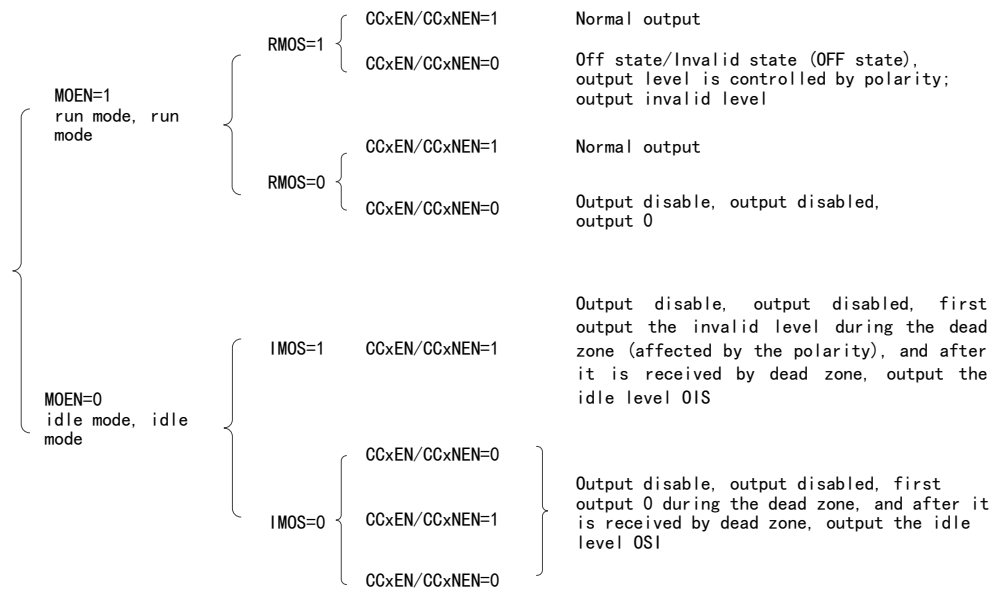 CCxEN/CCxNEN=1
Normal output
RMOS=1
CCxEN/CCxNEN=0
Off state/Invalid state (OFF state),
output level is controlled by polarity;
output invalid level
MOEN=1
run mode, run
mode
CCxEN/CCxNEN=1
Normal output
RMOS=0
CCxEN/CCxNEN=0
Output disable, output disabled,
output 0
Output disable, output disabled, first
output the invalid level during the dead
zone (affected by the polarity), and after
it is received by dead zone, output the
idle level OIS
IMOS=1
CCxEN/CCxNEN=1
MOEN=0
idle mode, idle
mode
CCxEN/CCxNEN=0
IMOS=0
CCxEN/CCxNEN=1
CCxEN/CCxNEN=0
Output disable, output disabled, first
output 0 during the dead zone, and after it
is received by dead zone, output the idle
level OSI